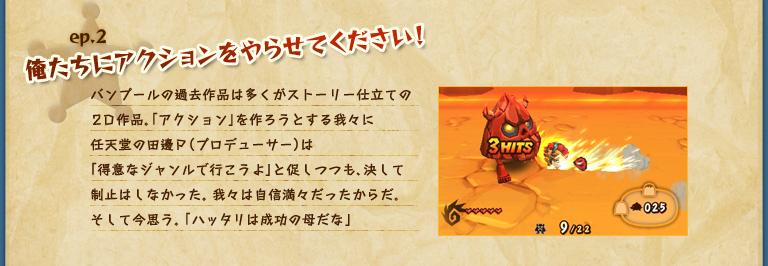 ep.2
俺たちにアクションをやらせてください!
バンプールの過去作品は多くがストーリー仕立ての
2D作品。「アクション」を作ろうとする我々に
任天堂の田邊P(プロデューサー)は
「得意なジャンルで行こうよ」と促しつつも、決して
制止はしなかった。我々は自信満々だったからだ。
そして今思う。「ハッタリは成功の母だな」
3HITS
025
9/22